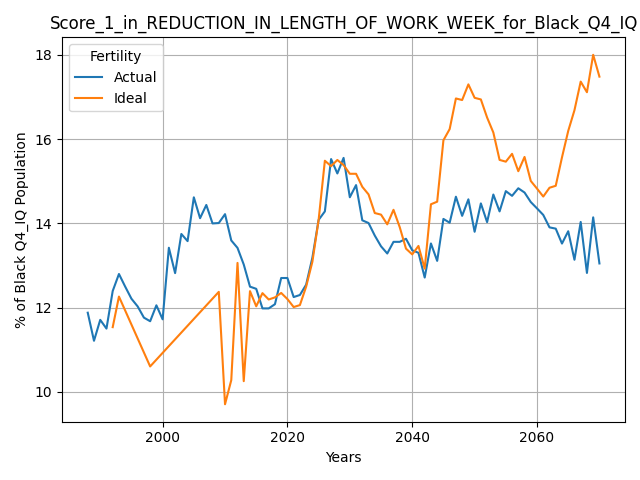 Score_1_in_REDUCTION_IN_LENGTH_OF_WORK_WEEK_for_Black_Q4_IQ
Fertility
Actual
Ideal
% of Black Q4_IQ Population
18
16
14
12
10
2000
2020
2040
2060
Years